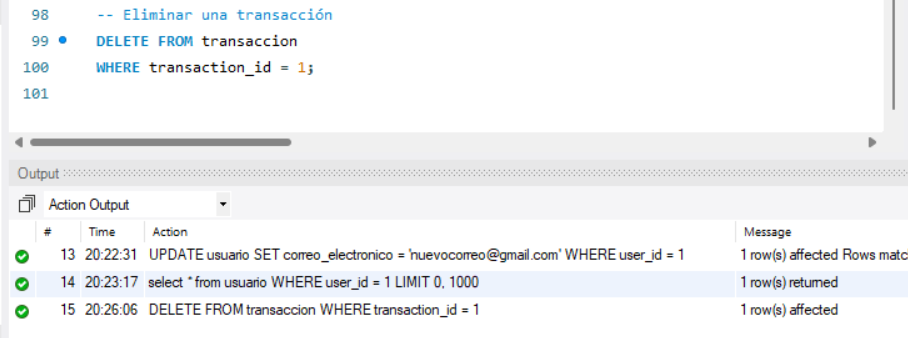 98 -- Eliminar una transacción
99 DELETE FROM transaccion
100 WHERE transaction_id = 1;
101
Output
Action Output
# Time Action Message
13 20:22:31 UPDATE usuario SET correo_electronico = 'nuevocorreo@gmail.com' WHERE user_id = 1 1 row(s) affected Rows matc
14 20:23:17 select * from usuario WHERE user_id = 1 LIMIT 0, 1000 1 row(s) returned
15 20:26:06 DELETE FROM transaccion WHERE transaction_id = 1 1 row(s) affected